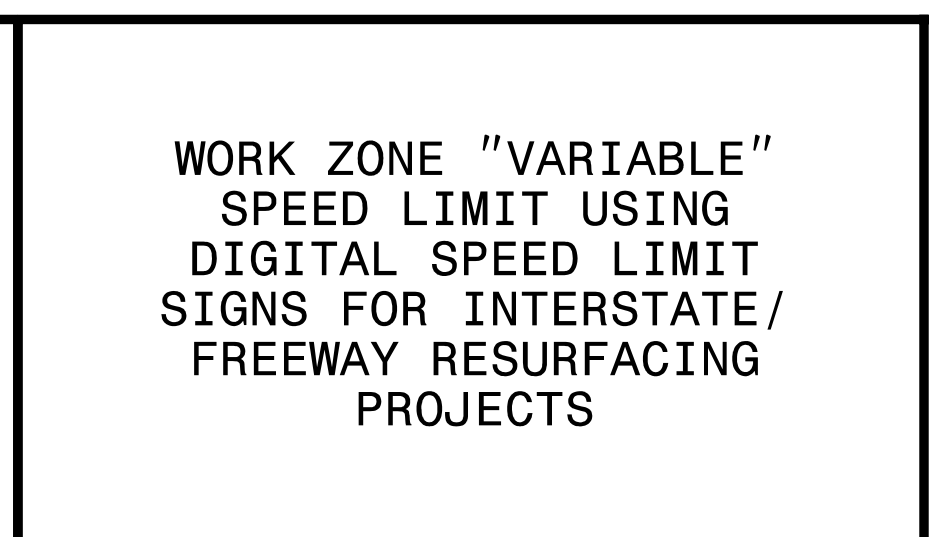 WORK ZONE "VARIABLE"
SPEED LIMIT USING
DIGITAL SPEED LIMIT
SIGNS FOR INTERSTATE/
FREEWAY RESURFACING
PROJECTS